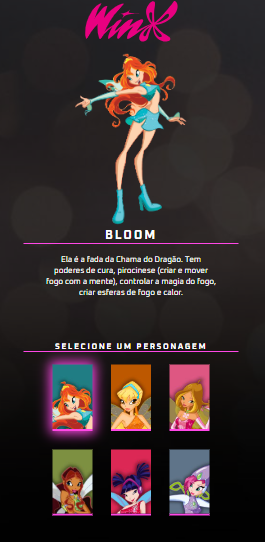 WinX
BLOOM
Ela é a fada da Chama do Dragão. Tem
poderes de cura, pirocinese (criar e mover
fogo com a mente), controlar a magia do fogo,
criar esferas de fogo e calor.
SELECIONE UM PERSONAGEM